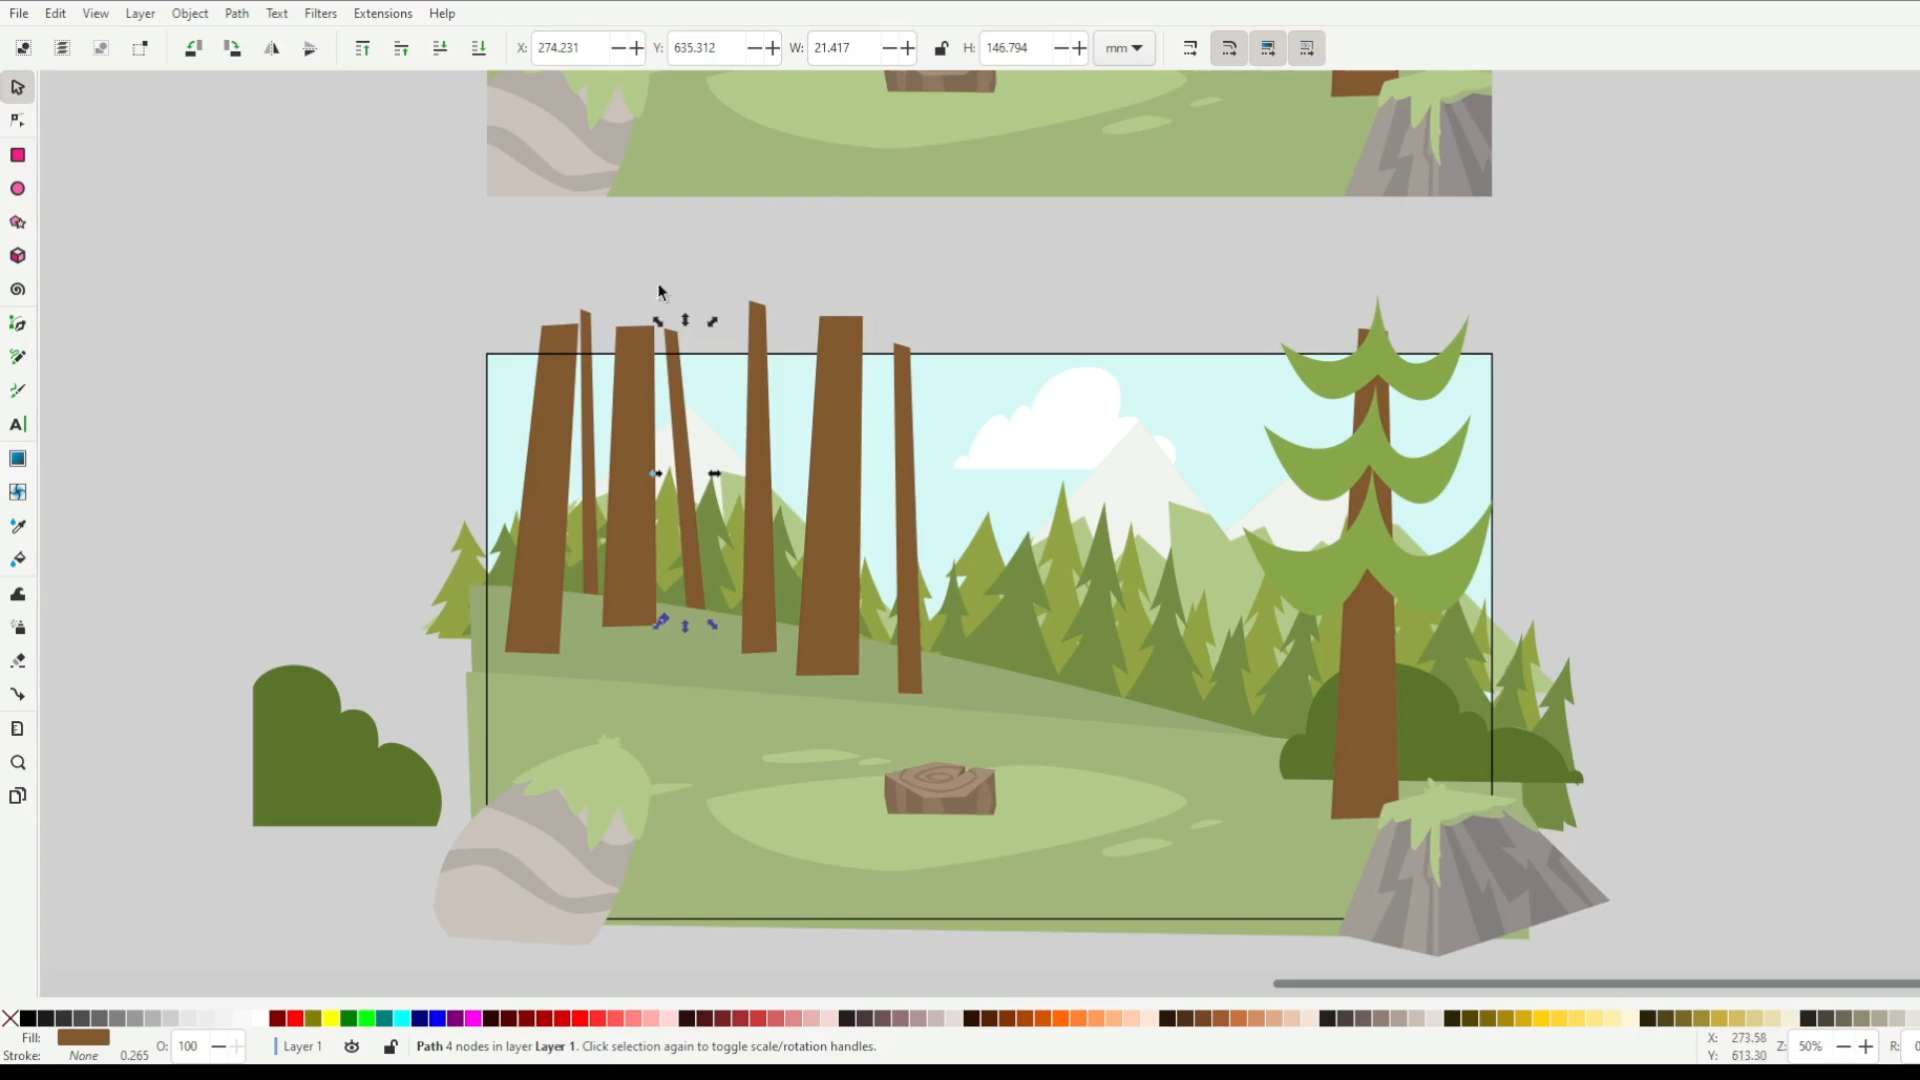 File Edit View Layer Object Path Text Filters Extensions Help
X: 274.231 Y: 635.312 W: 21.417 H: 146.794 mm
A
Fill: O: 100 Layer 1 Path 4 nodes in layer Layer 1. Click selection again to toggle scale/rotation handles. X: 273.58 Z: 50% R: 0
Stroke: None 0.265 Y: 613.30